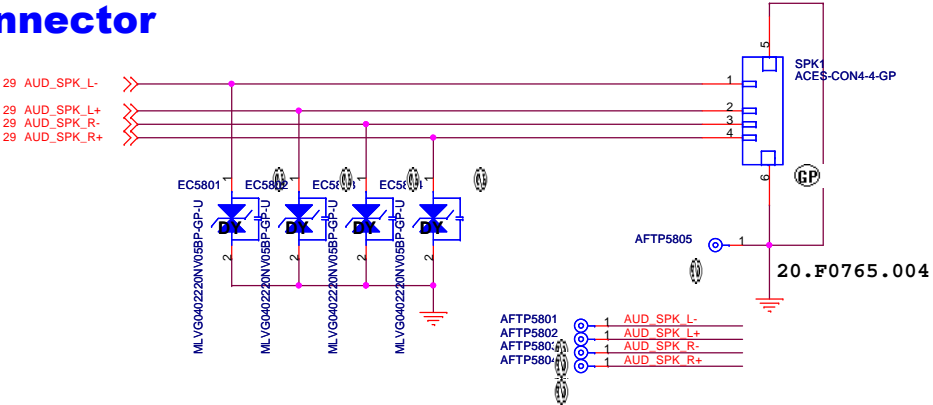 nnector
29 AUD_SPK_L-
29 AUD_SPK_L+
29 AUD_SPK_R-
29 AUD_SPK_R+
1
2
3
4
5
6
SPK1
ACES-CON4-4-GP
GP
EC5801
1
2
DY
MLVG0402220NV05BP-GP-U
EC5802
1
2
DY
MLVG0402220NV05BP-GP-U
1
2
DY
MLVG0402220NV05BP-GP-U
1
2
DY
MLVG0402220NV05BP-GP-U
AFTP5805
1
20.F0765.004
AFTP5801 1 AUD_SPK_L-
AFTP5802 1 AUD_SPK_L+
1 AUD_SPK_R-
1 AUD_SPK_R+